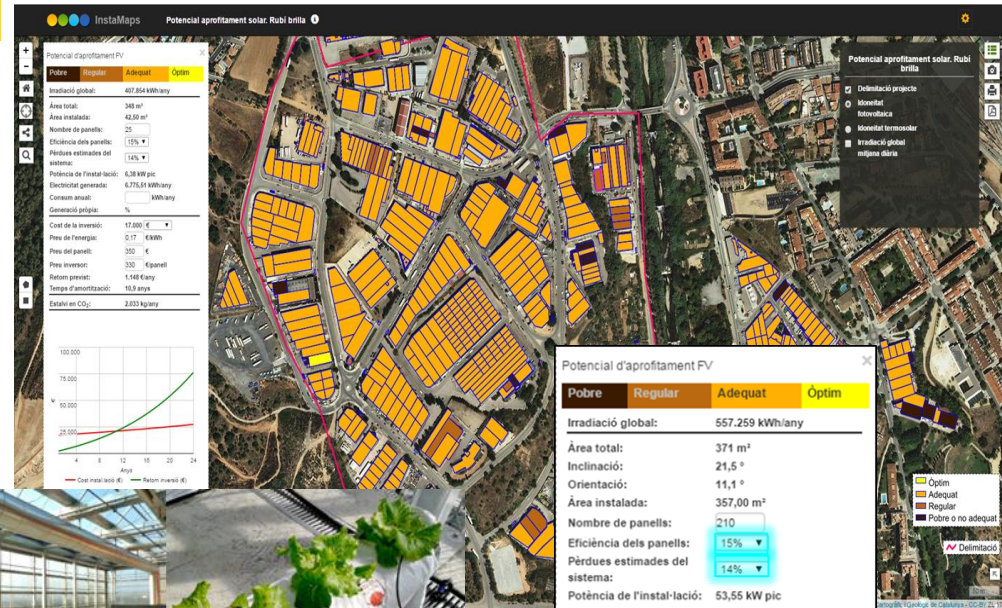 InstaMaps
Potencial aprofitament solar. Rubí brilla
Potencial d'aprofitament FV
Pobre Regular Adequat Òptim
Irradiació global: 407.854 kWh/any
Àrea total: 348 m²
Àrea instalada: 42,50 m²
Nombre de panells: 25
Eficiència dels panells: 15%
Pèrdues estimades del
sistema: 14%
Potència de l'instal·lació: 6,38 kW pic
Electricitat generada: 6.775,51 kWh/any
Consum anual: kWh/any
Generació pròpia: %
Cost de la inversió: 17.000 €
Preu de l'energia: 0,17 €/kWh
Preu del panell: 350 €
Preu inversor: 330 €/panell
Retorn previst: 1.148 €/any
Temps d'amortització: 10,9 anys
Estalvi en CO₂: 2.033 kg/any
100.000
75.000
50.000
25.000
€
4 8 12 16 20 24
Anys
Cost instal.lació (€) Retorn inversió (€)
Potencial aprofitament solar. Rubí
brilla
Delimitació projecte
Idoneïtat
fotovoltaica
Idoneïtat termosolar
Irradiació global
mitjana diària
Potencial d'aprofitament FV
Pobre Regular Adequat Òptim
Irradiació global: 557.259 kWh/any
Àrea total: 371 m²
Inclinació: 21,5 º
Orientació: 11,1 º
Àrea instalada: 357,00 m²
Nombre de panells: 210
Eficiència dels panells: 15%
Pèrdues estimades del
sistema: 14%
Potència de l'instal·lació: 53,55 kW pic
Òptim
Adequat
Regular
Pobre o no adequat
Delimitació
50 m
Cartogràfic i Geològic de Catalunya - CC-BY